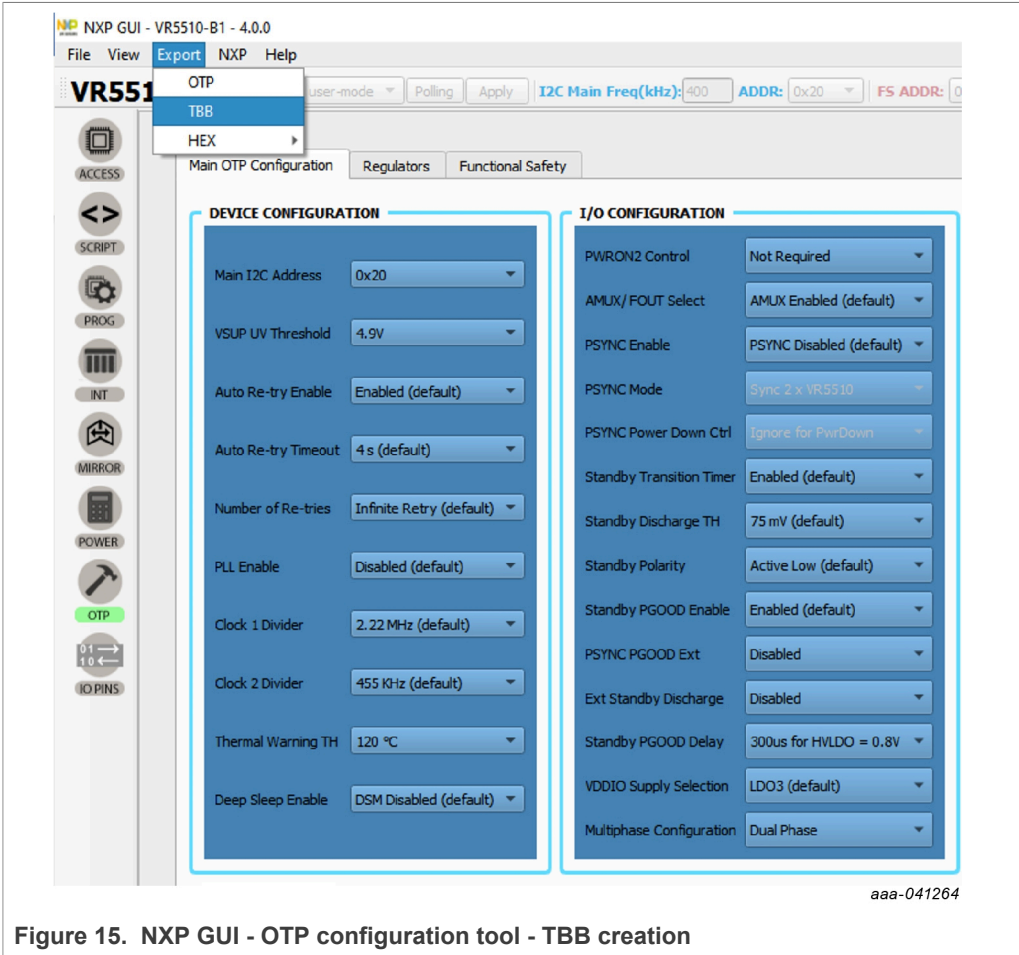 NXP GUI - VR5510-B1 - 4.0.0
File View Export NXP Help
VR551 user-mode Polling Apply I2C Main Freq(kHz): 400 ADDR: 0x20 FS ADDR: 0
OTP
TBB
HEX
ACCESS
SCRIPT
PROG
INT
MIRROR
POWER
OTP
01
10
IO PINS
Main OTP Configuration Regulators Functional Safety
DEVICE CONFIGURATION
Main I2C Address 0x20
VSUP UV Threshold 4.9V
Auto Re-try Enable Enabled (default)
Auto Re-try Timeout 4 s (default)
Number of Re-tries Infinite Retry (default)
PLL Enable Disabled (default)
Clock 1 Divider 2.22 MHz (default)
Clock 2 Divider 455 KHz (default)
Thermal Warning TH 120 °C
Deep Sleep Enable DSM Disabled (default)
I/O CONFIGURATION
PWRON2 Control Not Required
AMUX/FOUT Select AMUX Enabled (default)
PSYNC Enable PSYNC Disabled (default)
PSYNC Mode Sync 2 x VR5510
PSYNC Power Down Ctrl Ignore for PwrDown
Standby Transition Timer Enabled (default)
Standby Discharge TH 75 mV (default)
Standby Polarity Active Low (default)
Standby PGOOD Enable Enabled (default)
PSYNC PGOOD Ext Disabled
Ext Standby Discharge Disabled
Standby PGOOD Delay 300us for HVLDO = 0.8V
VDDIO Supply Selection LDO3 (default)
Multiphase Configuration Dual Phase
aaa-041264
Figure 15. NXP GUI - OTP configuration tool - TBB creation